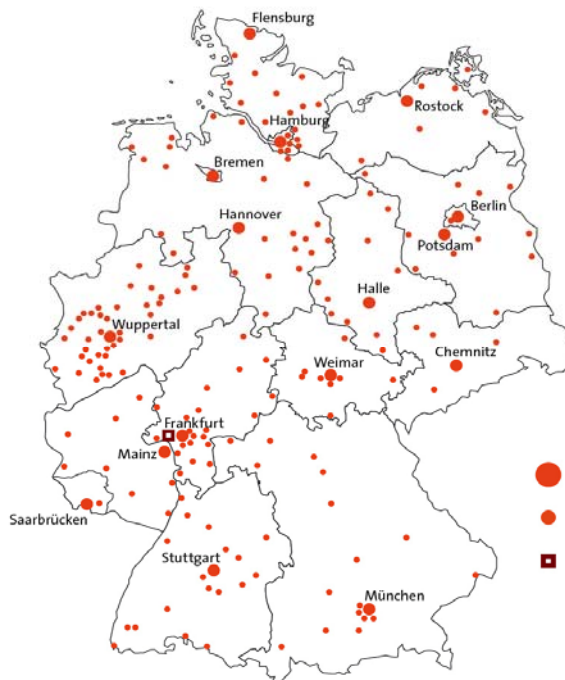 Flensburg
Rostock
Hamburg
Bremen
Berlin
Hannover
Potsdam
Halle
Wuppertal
Weimar
Chemnitz
Frankfurt
Mainz
Saarbrücken
Stuttgart
München